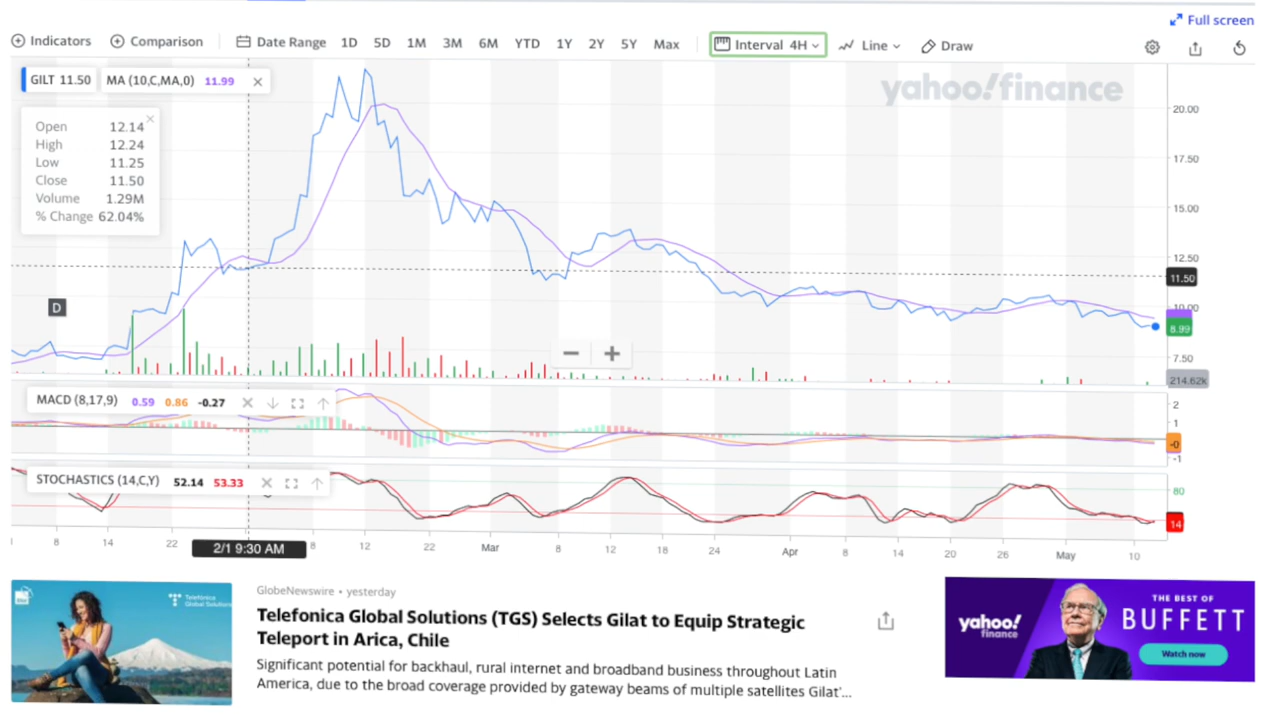 Full screen
Indicators Comparison Date Range 1D 5D 1M 3M 6M YTD 1Y 2Y 5Y Max Interval 4H Line Draw
GILT 11.50 MA (10,C,MA,0) 11.99
yahoo!finance
Open 12.14
High 12.24
Low 11.25
Close 11.50
Volume 1.29M
% Change 62.04%
20.00
17.50
15.00
12.50
11.50
10.00
8.99
7.50
214.62k
D
MACD (8,17,9) 0.59 0.86 -0.27
2
1
-0
-1
STOCHASTICS (14,C,Y) 52.14 53.33
80
14
8 14 22 2/1 9:30 AM 8 12 22 Mar 8 12 18 24 Apr 8 14 20 26 May 10
Telefónica
Global Solutions
GlobeNewswire • yesterday
Telefonica Global Solutions (TGS) Selects Gilat to Equip Strategic
Teleport in Arica, Chile
Significant potential for backhaul, rural internet and broadband business throughout Latin
America, due to the broad coverage provided by gateway beams of multiple satellites Gilat'...
yahoo!
finance
THE BEST OF
BUFFETT
Watch now